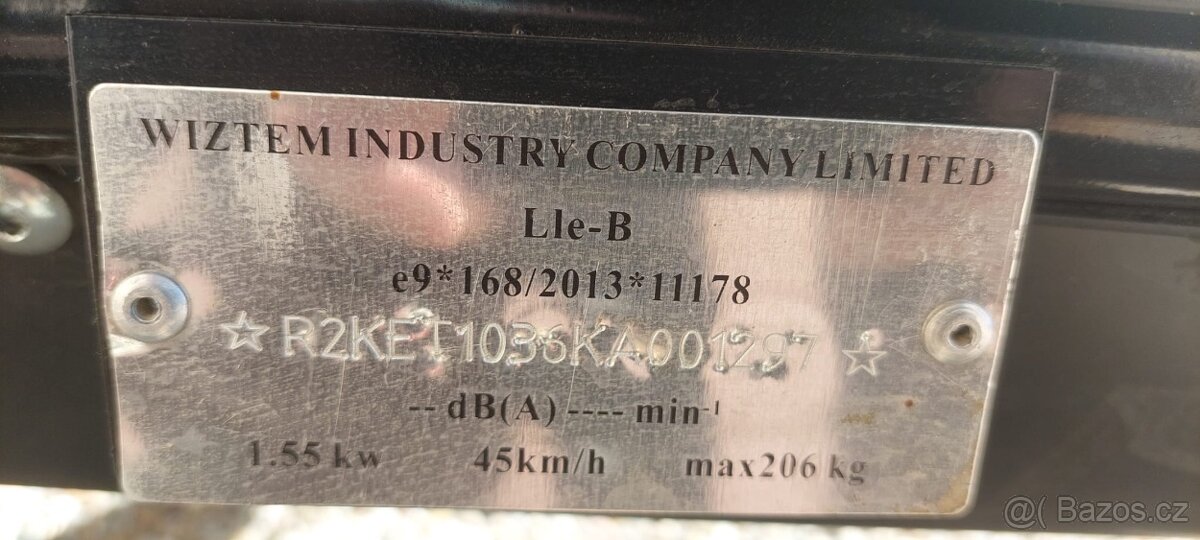 WIZTEM INDUSTRY COMPANY LIMITED
L1e-B
e9*168/2013*11178
☆ R2KET1036KA001297 ☆
-- dB(A) ---- min⁻¹
1.55 kw 45km/h max206 kg
@( Bazos.cz